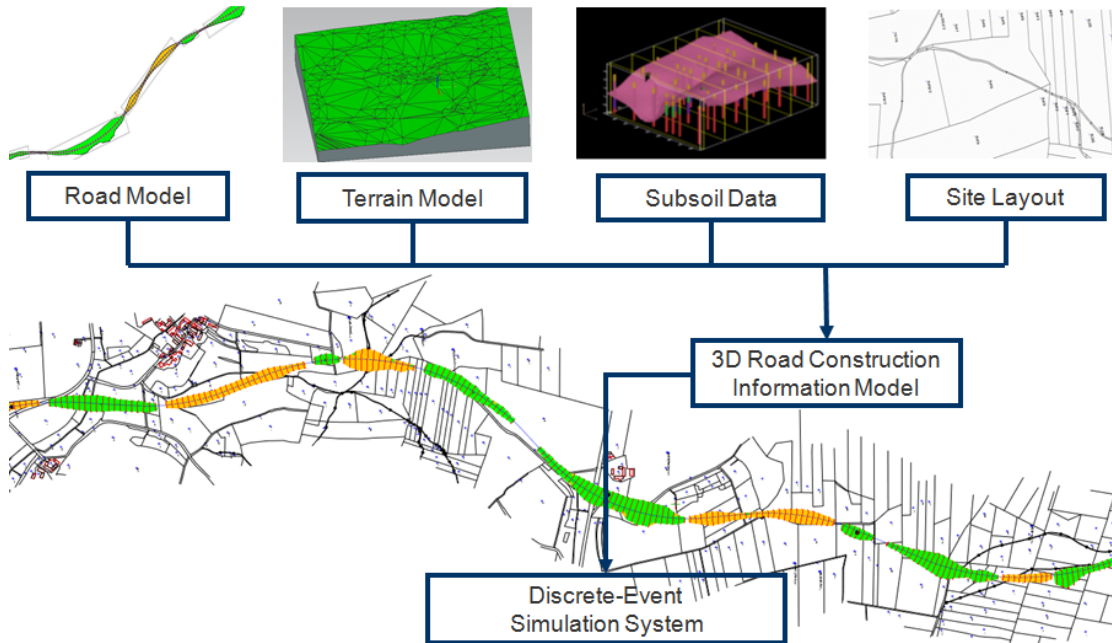 Road Model
Terrain Model
Subsoil Data
Site Layout
3D Road Construction
Information Model
Discrete-Event
Simulation System